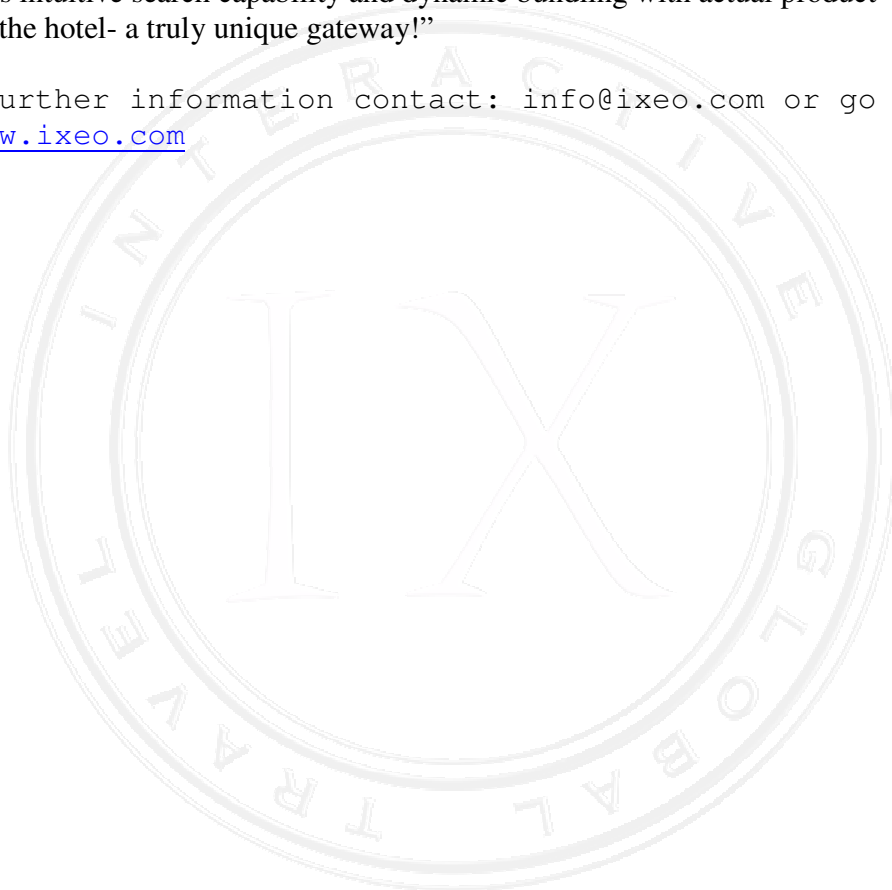 s intuitive search capability and dynamic bundling with actual product
the hotel- a truly unique gateway!”
urther information contact: info@ixeo.com or go
w.ixeo.com
INTERACTIVE GLOBAL TRAVEL
IX